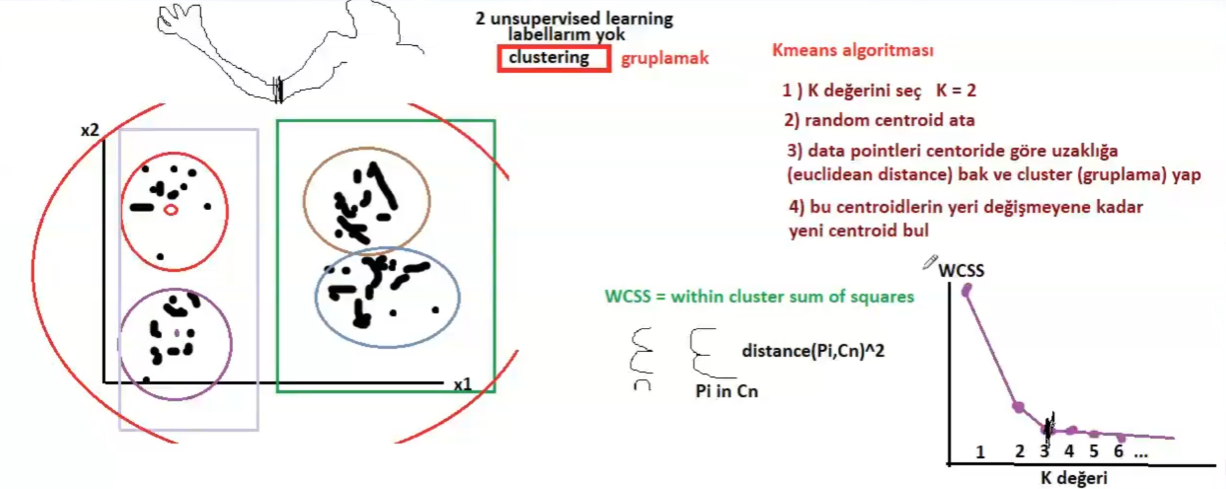 2 unsupervised learning
labellarım yok
clustering gruplamak
Kmeans algoritması
1 ) K değerini seç K = 2
2) random centroid ata
3) data pointleri centoride göre uzaklığa
(euclidean distance) bak ve cluster (gruplama) yap
4) bu centroidlerin yeri değişmeyene kadar
yeni centroid bul
x2
x1
WCSS = within cluster sum of squares
Σ Σ distance(Pi,Cn)^2
n Pi in Cn
WCSS
1 2 3 4 5 6 ...
K değeri